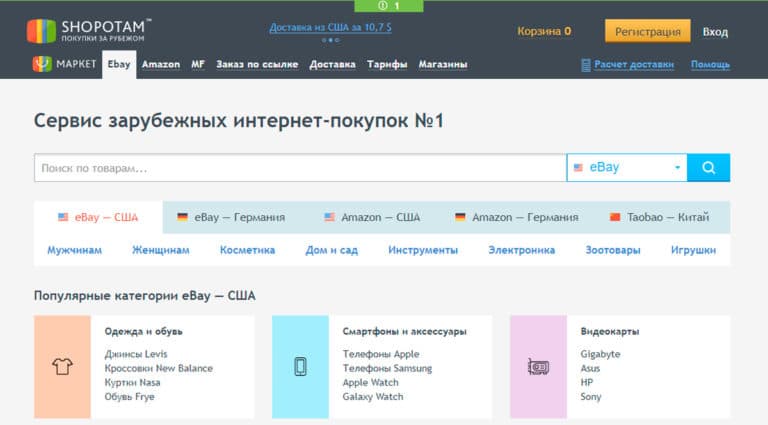 1
SHOPOTAM™
ПОКУПКИ ЗА РУБЕЖОМ
Доставка из США за 10,7 $
Корзина 0
Регистрация
Вход
МАРКЕТ Ebay Amazon MF Заказ по ссылке Доставка Тарифы Магазины Расчет доставки Помощь
Сервис зарубежных интернет-покупок №1
Поиск по товарам... eBay
eBay — США eBay — Германия Amazon — США Amazon — Германия Taobao — Китай
Мужчинам Женщинам Косметика Дом и сад Инструменты Электроника Зоотовары Игрушки
Популярные категории eBay — США
Одежда и обувь
Джинсы Levis
Кроссовки New Balance
Куртки Nasa
Обувь Frye
Смартфоны и аксессуары
Телефоны Apple
Телефоны Samsung
Apple Watch
Galaxy Watch
Видеокарты
Gigabyte
Asus
HP
Sony